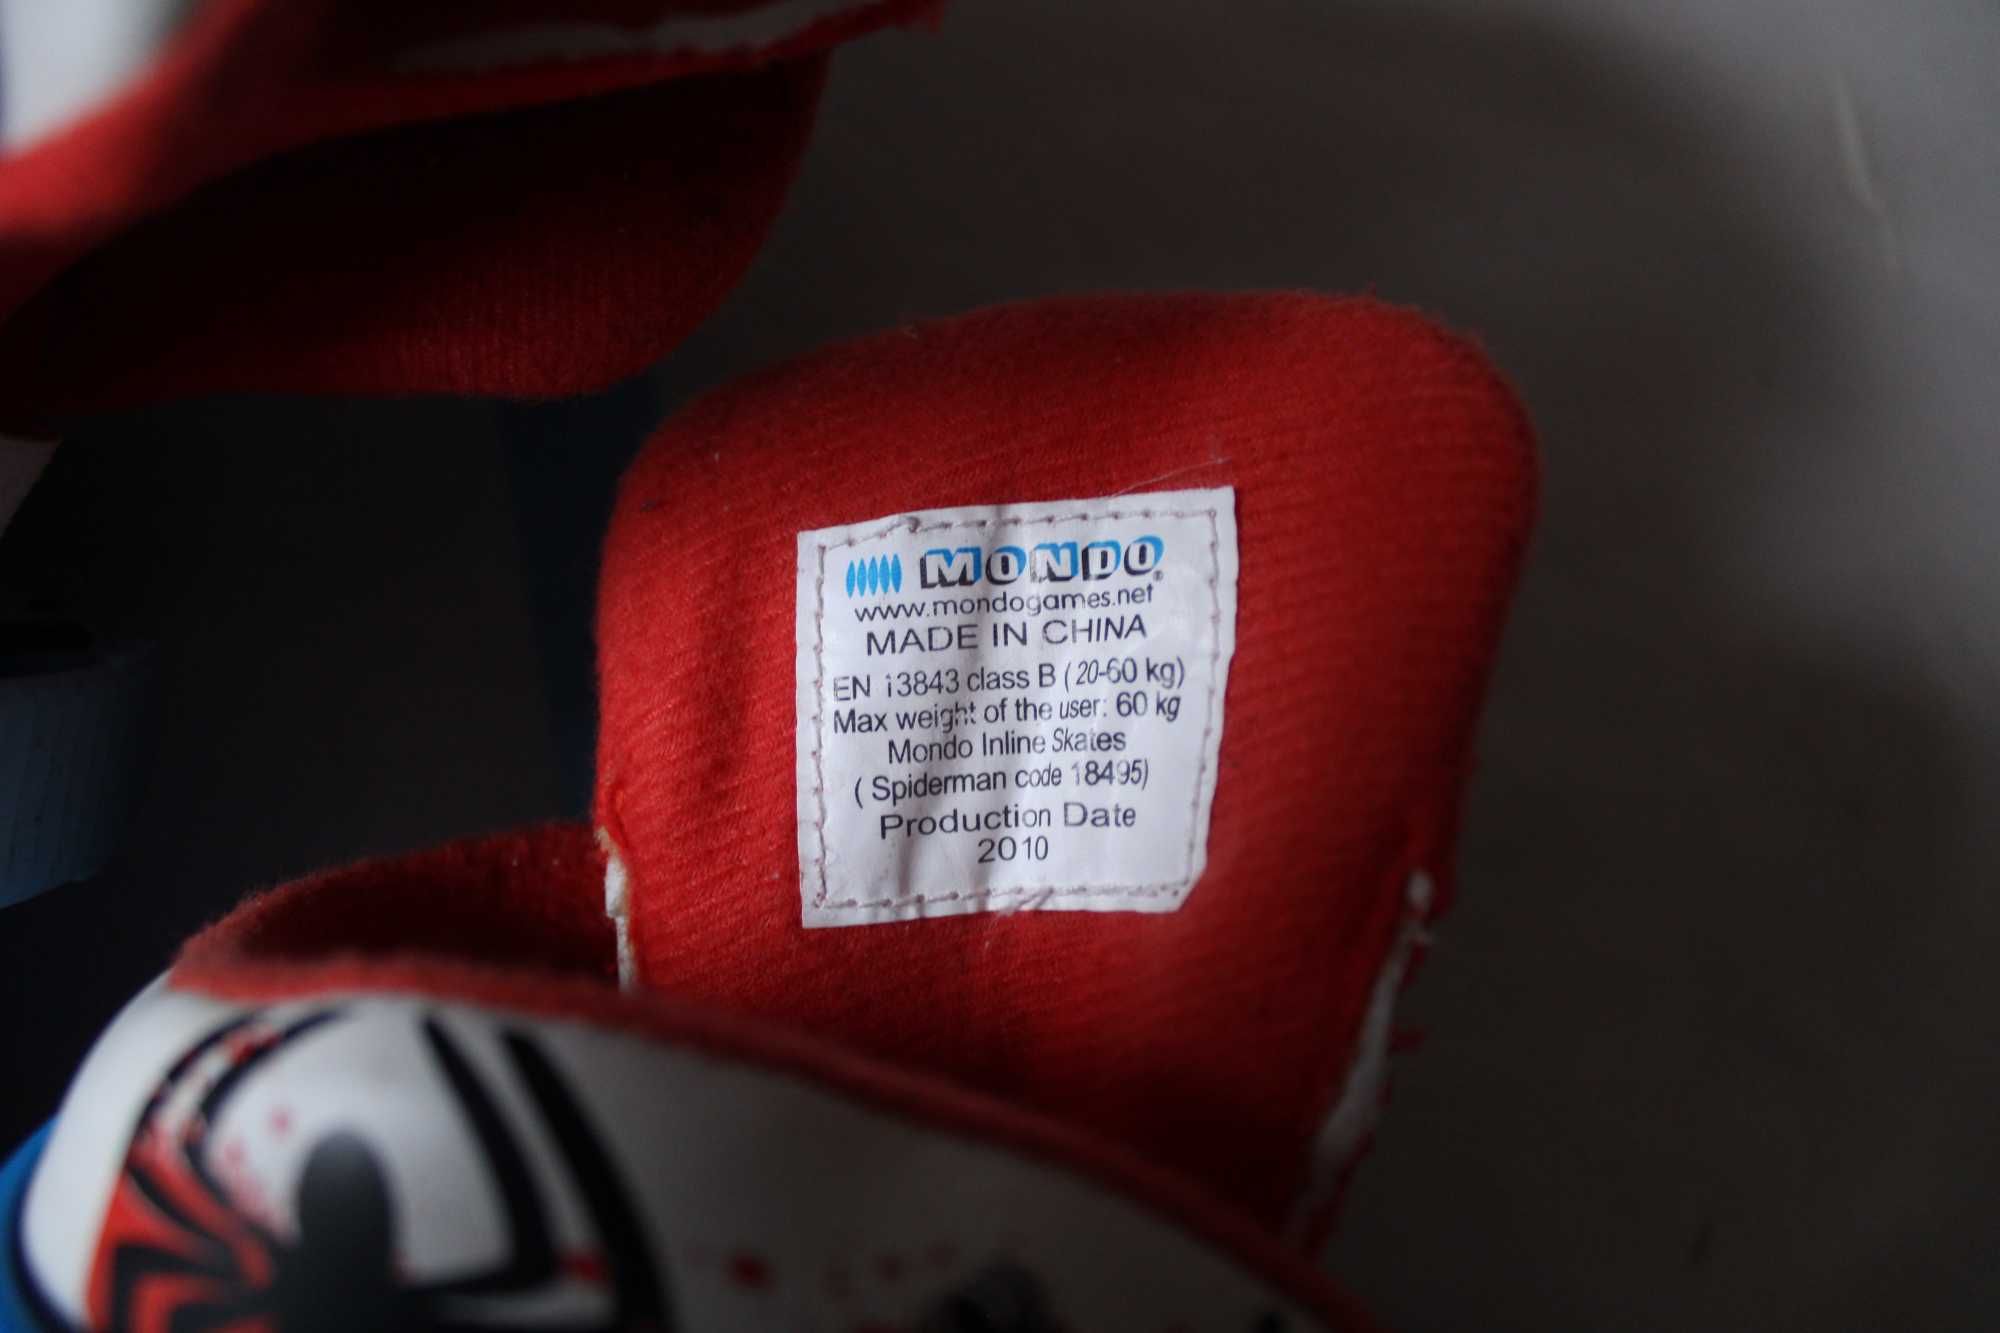 MONDO®
www.mondogames.net
MADE IN CHINA
EN 13843 class B ( 20-60 kg)
Max weight of the user: 60 kg
Mondo Inline Skates
( Spiderman code 18495)
Production Date
2010